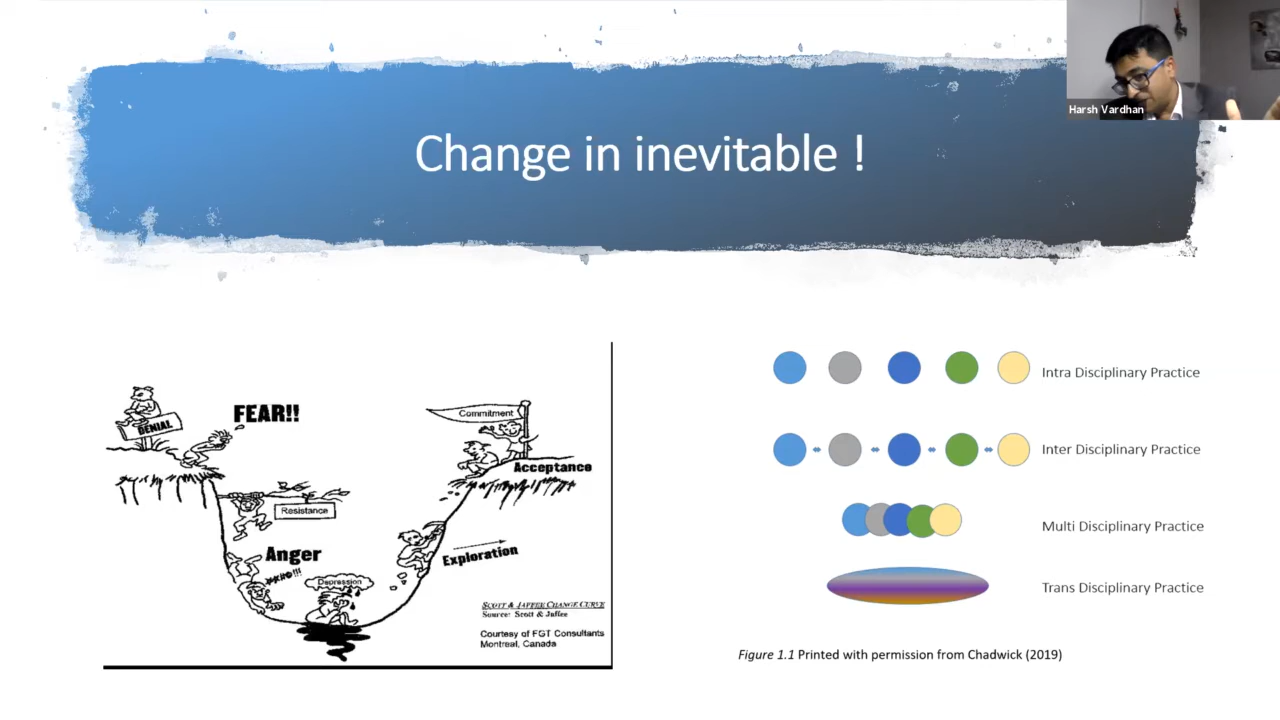 Harsh Vardhan
Change in inevitable !
DENIAL
FEAR!!
Resistance
Anger
Depression
Exploration
Commitment
Acceptance
SCOTT & JAFFEE CHANGE CURVE
Source: Scott & Jaffee
Courtesy of FGT Consultants
Montreal, Canada
Intra Disciplinary Practice
Inter Disciplinary Practice
Multi Disciplinary Practice
Trans Disciplinary Practice
Figure 1.1 Printed with permission from Chadwick (2019)